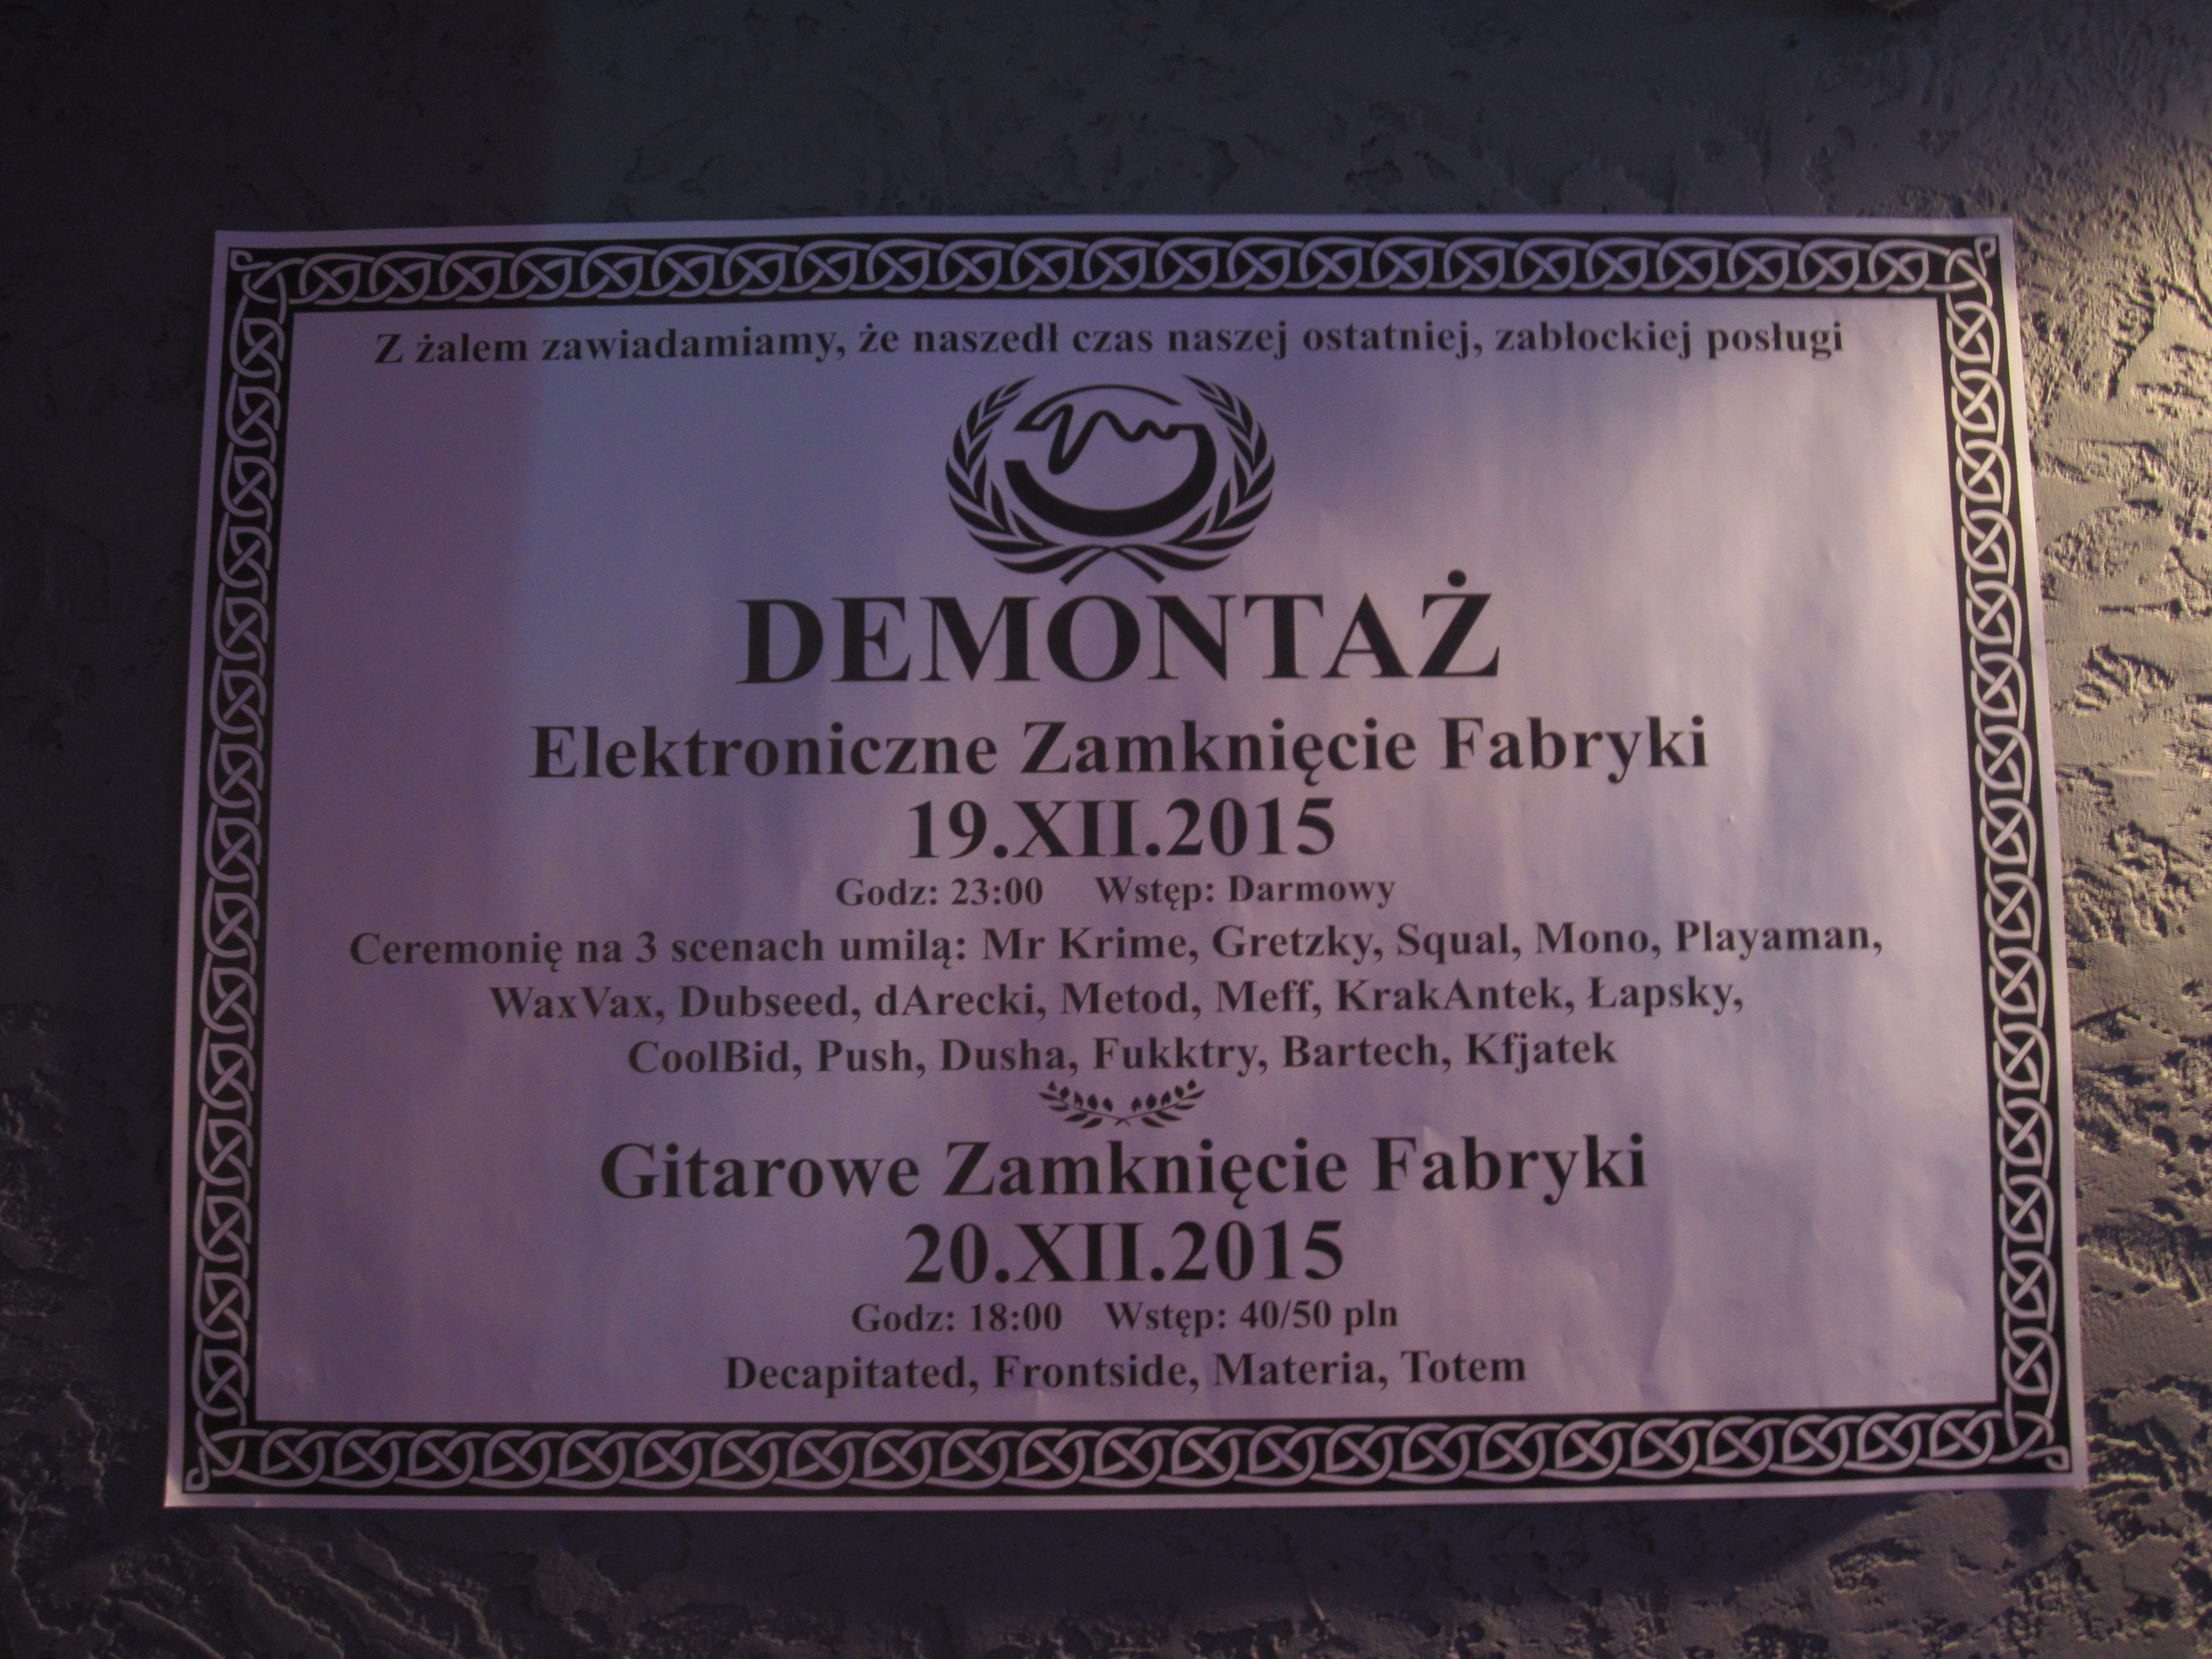 Z żalem zawiadamiamy, że naszedł czas naszej ostatniej, zabłockiej posługi
DEMONTAŻ
Elektroniczne Zamknięcie Fabryki
19.XII.2015
Godz: 23:00 Wstęp: Darmowy
Ceremonię na 3 scenach umilą: Mr Krime, Gretzky, Squal, Mono, Playaman,
WaxVax, Dubseed, dArecki, Metod, Meff, KrakAntek, Łapsky,
CoolBid, Push, Dusha, Fukktry, Bartech, Kfjatek
Gitarowe Zamknięcie Fabryki
20.XII.2015
Godz: 18:00 Wstęp: 40/50 pln
Decapitated, Frontside, Materia, Totem